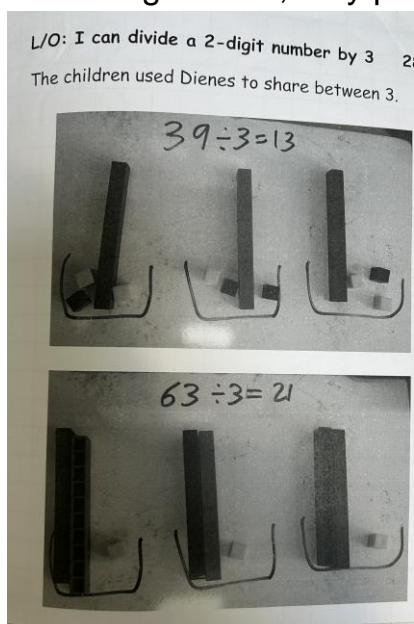 L/O: I can divide a 2-digit number by 3
The children used Dienes to share between 3.
39÷3=13
63÷3=21